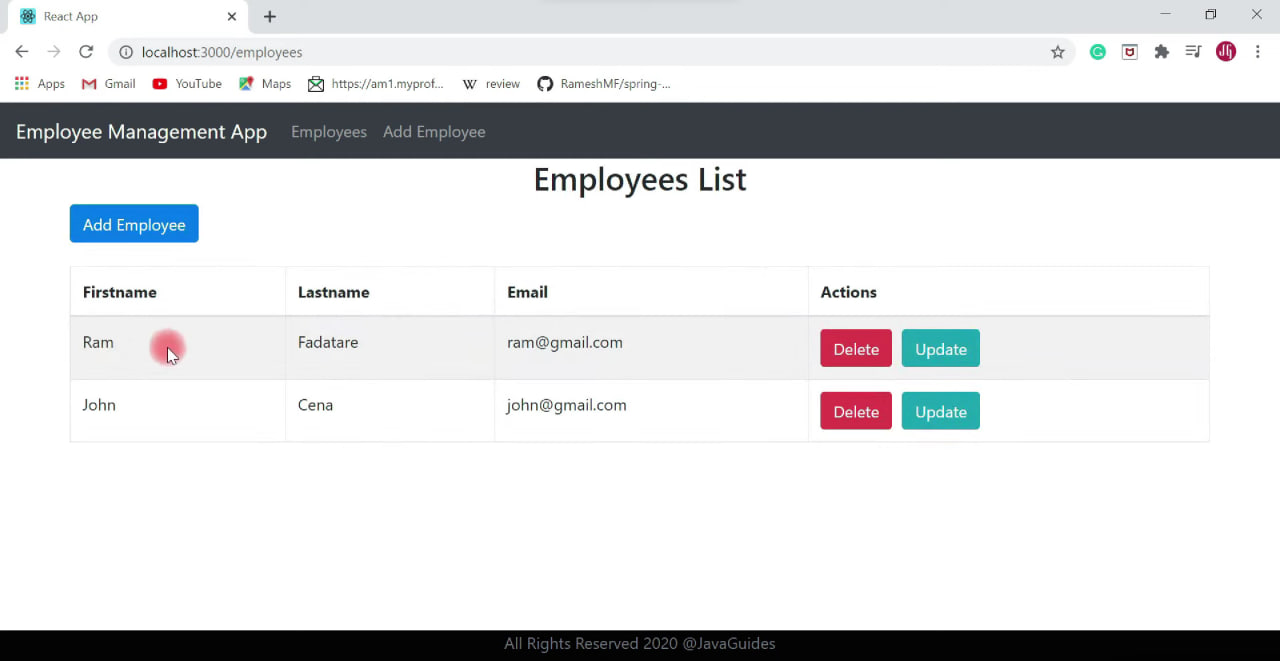 React App
localhost:3000/employees
Apps Gmail YouTube Maps https://am1.myprof... review RameshMF/spring-...
Employee Management App Employees Add Employee
Employees List
Add Employee
Firstname Lastname Email Actions
Ram Fadatare ram@gmail.com Delete Update
John Cena john@gmail.com Delete Update
All Rights Reserved 2020 @JavaGuides